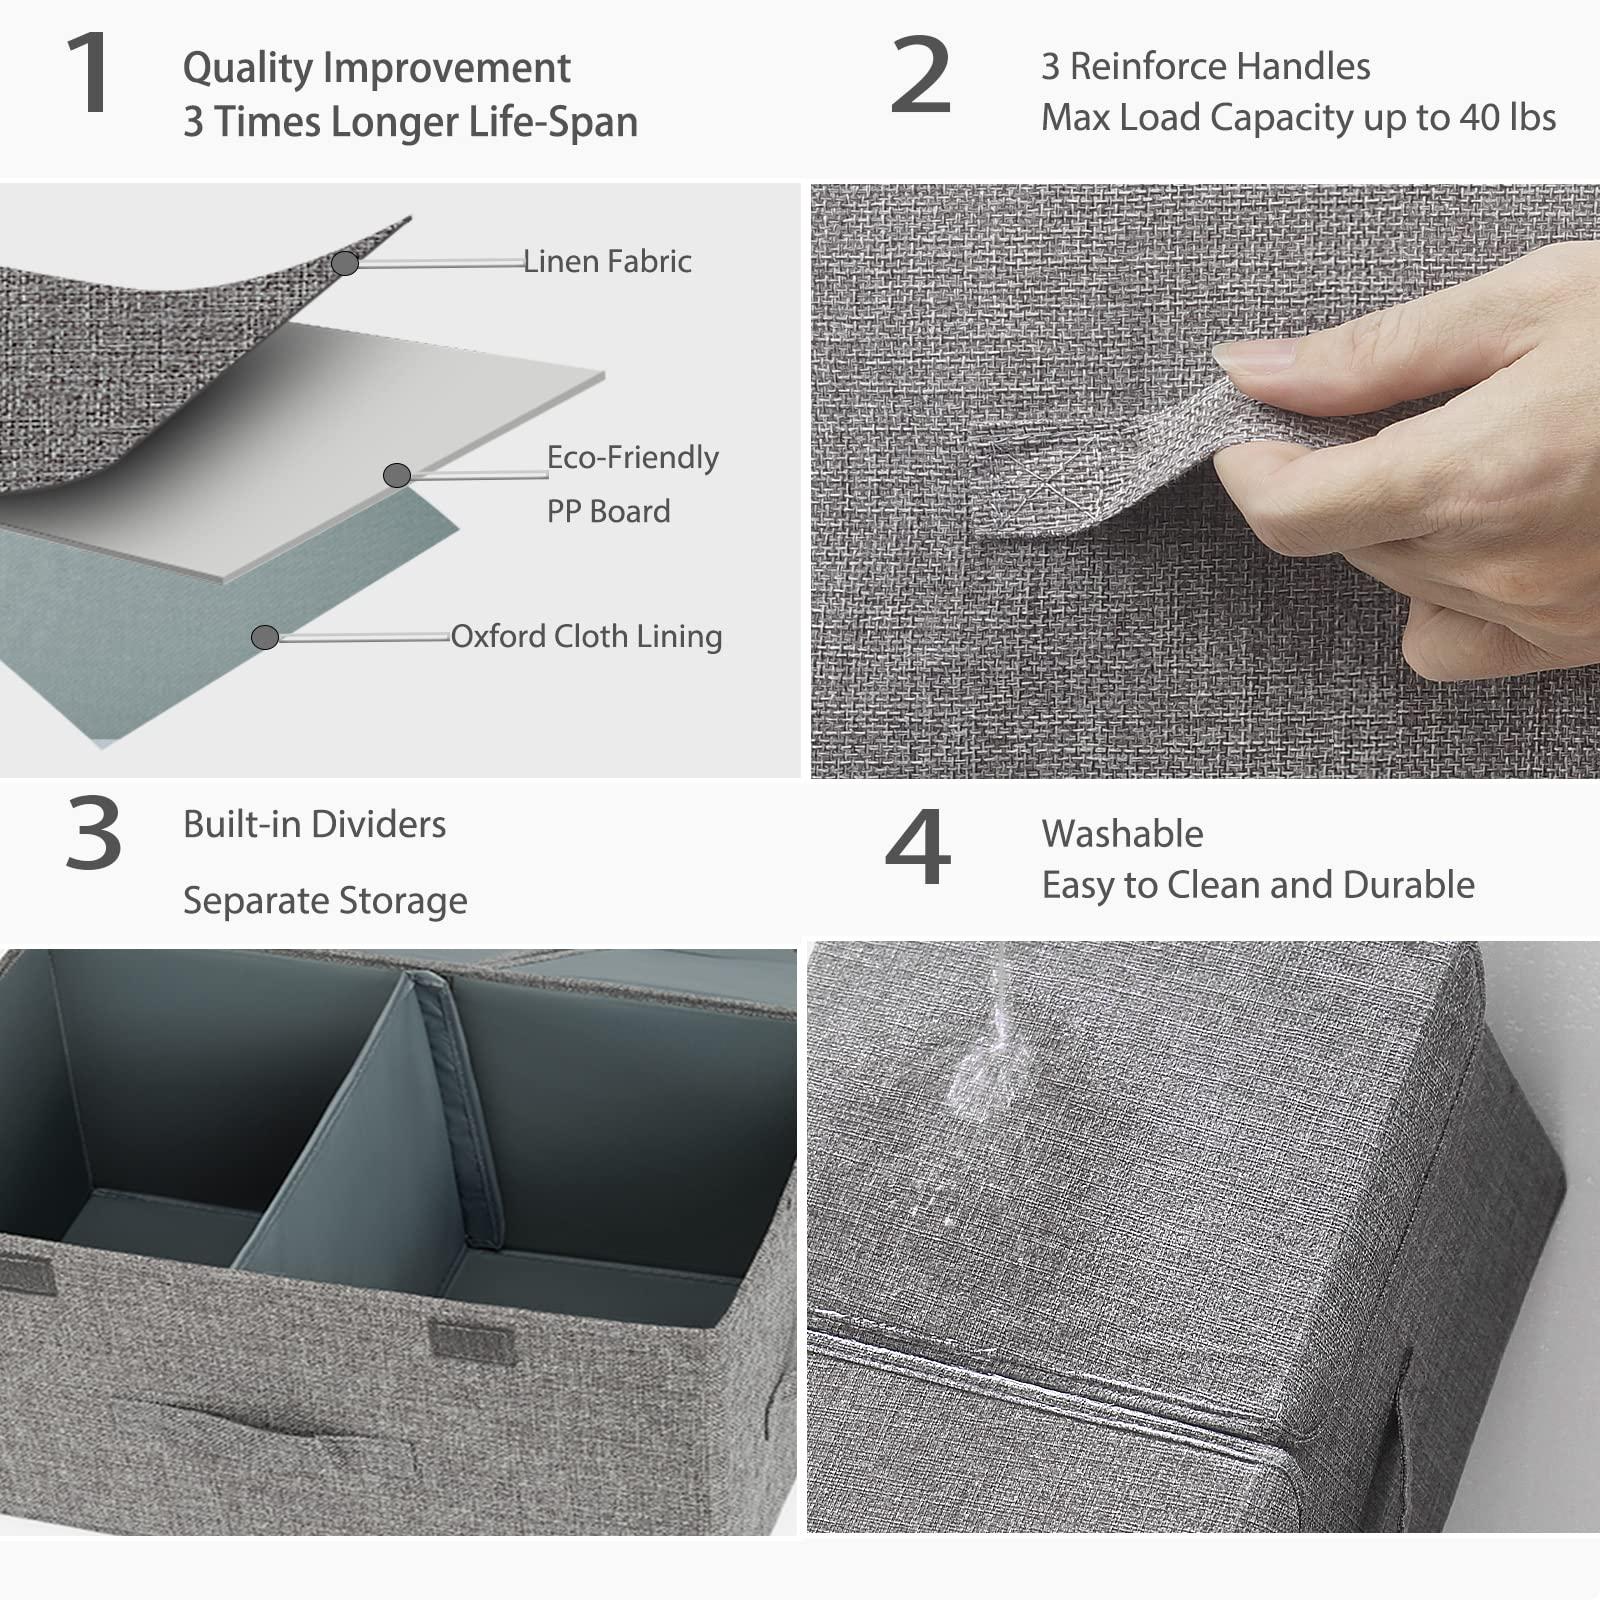 1
Quality Improvement
3 Times Longer Life-Span
2
3 Reinforce Handles
Max Load Capacity up to 40 lbs
Linen Fabric
Eco-Friendly
PP Board
Oxford Cloth Lining
3
Built-in Dividers
Separate Storage
4
Washable
Easy to Clean and Durable